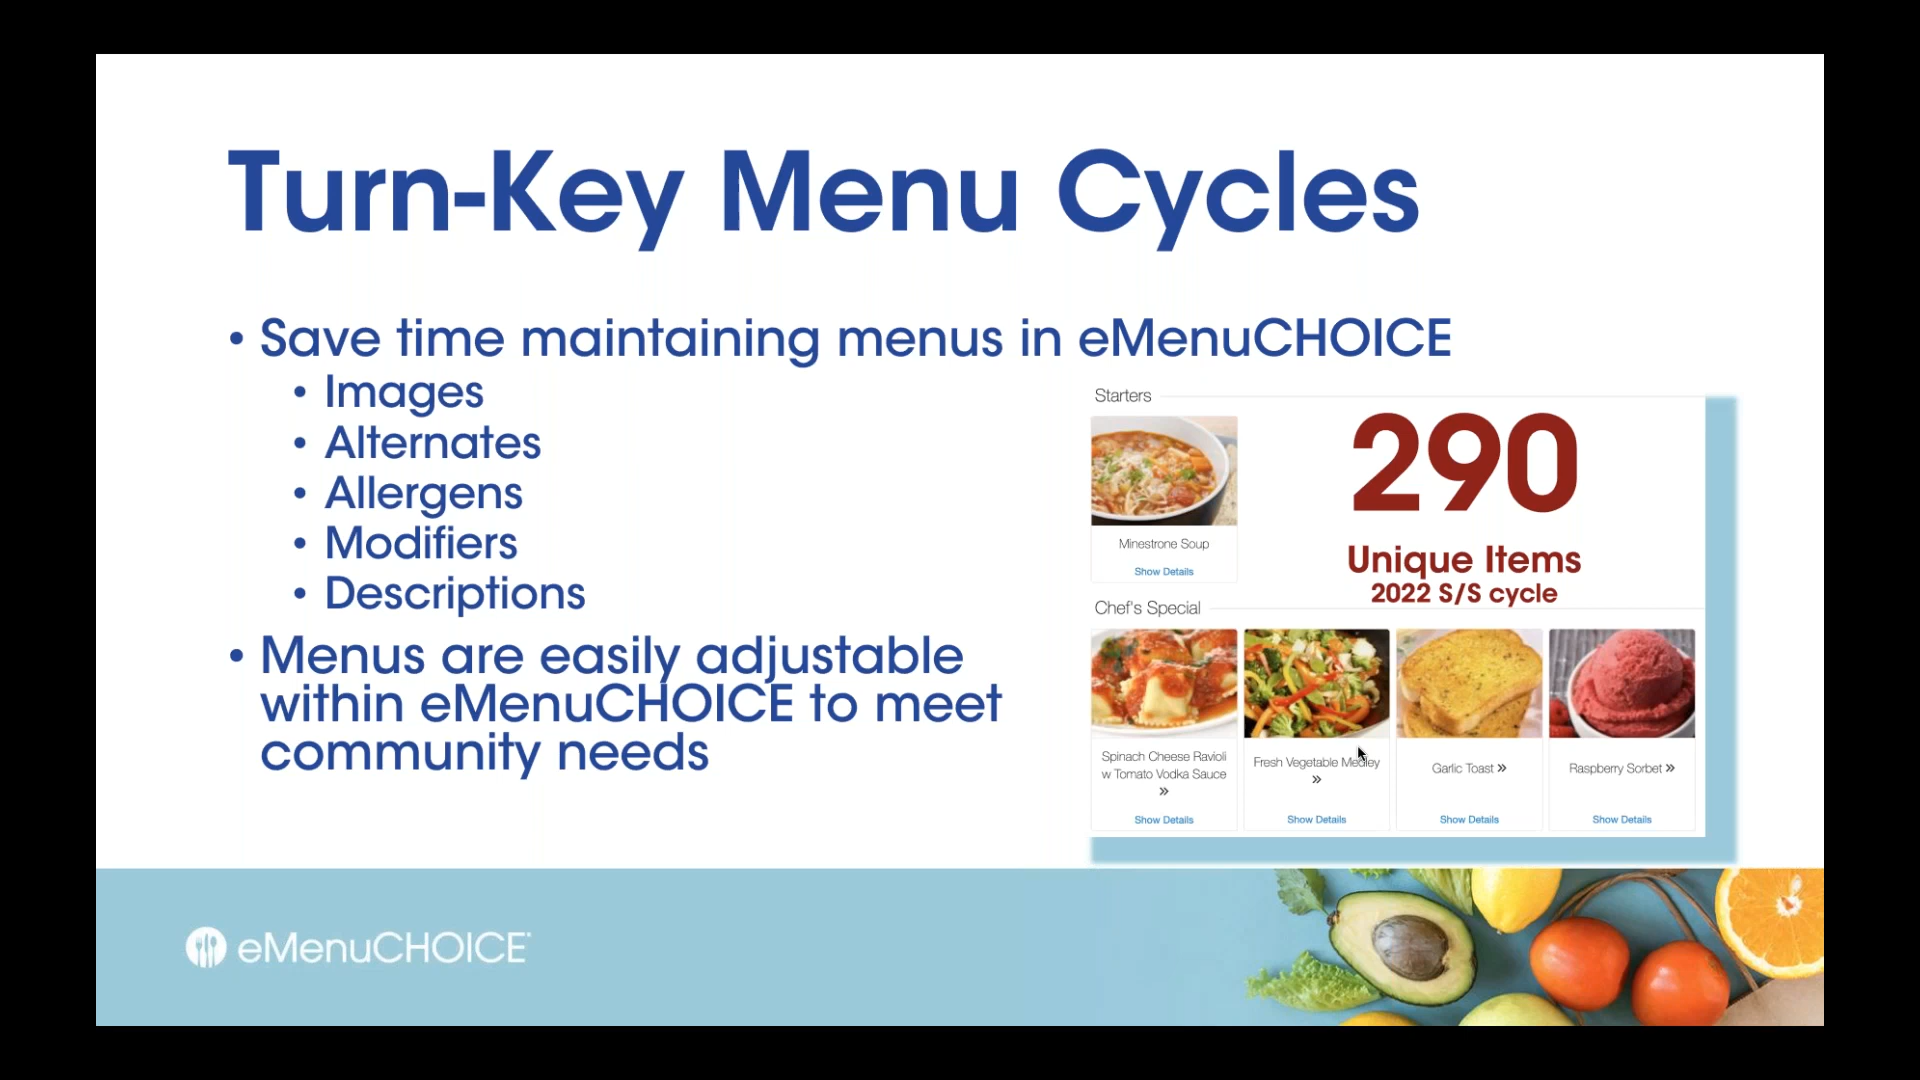 Turn-Key Menu Cycles
• Save time maintaining menus in eMenuCHOICE
• Images
• Alternates
• Allergens
• Modifiers
• Descriptions
• Menus are easily adjustable
within eMenuCHOICE to meet
community needs
Starters
290
Unique Items
2022 S/S cycle
Minestrone Soup
Show Details
Chef's Special
Spinach Cheese Ravioli
w Tomato Vodka Sauce
»
Show Details
Fresh Vegetable Medley
»
Show Details
Garlic Toast »
Show Details
Raspberry Sorbet »
Show Details
eMenuCHOICE